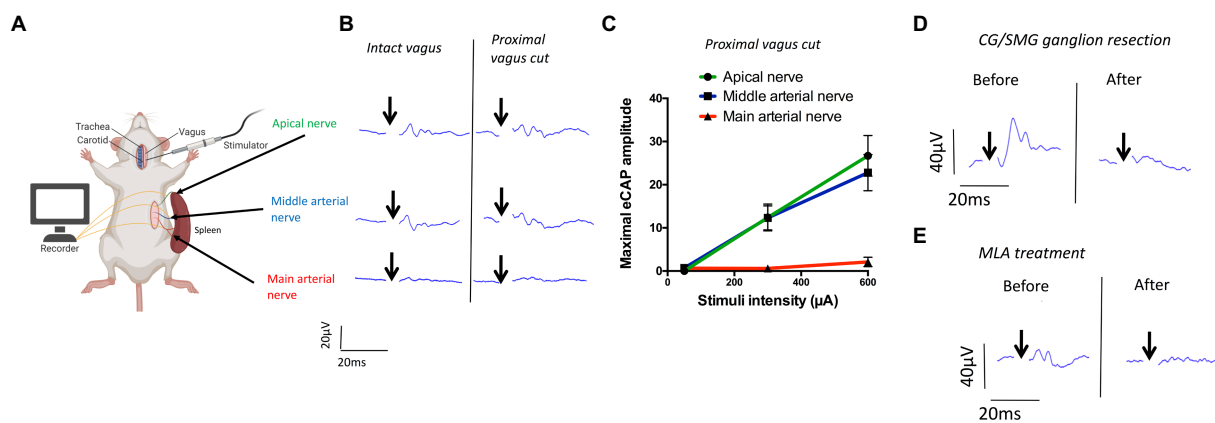 A
Trachea
Carotid
Vagus
Stimulator
Apical nerve
Middle arterial
nerve
Spleen
Recorder
Main arterial
nerve
B
Intact vagus
Proximal
vagus cut
20μV
20ms
C
Proximal vagus cut
Apical nerve
Middle arterial nerve
Main arterial nerve
Maximal eCAP amplitude
40
30
20
10
0
0
200
400
600
Stimuli intensity (μA)
D
CG/SMG ganglion resection
Before
After
40μV
20ms
E
MLA treatment
Before
After
40μV
20ms